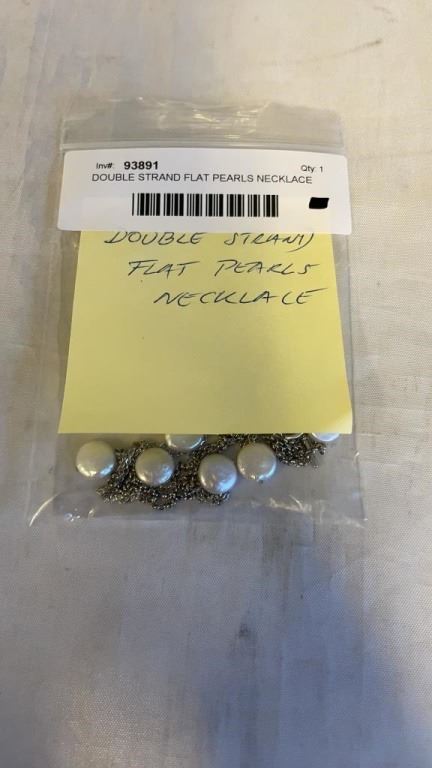 Inv#: 93891 Qty: 1
DOUBLE STRAND FLAT PEARLS NECKLACE
DOUBLE STRAND
FLAT PEARLS
NECKLACE